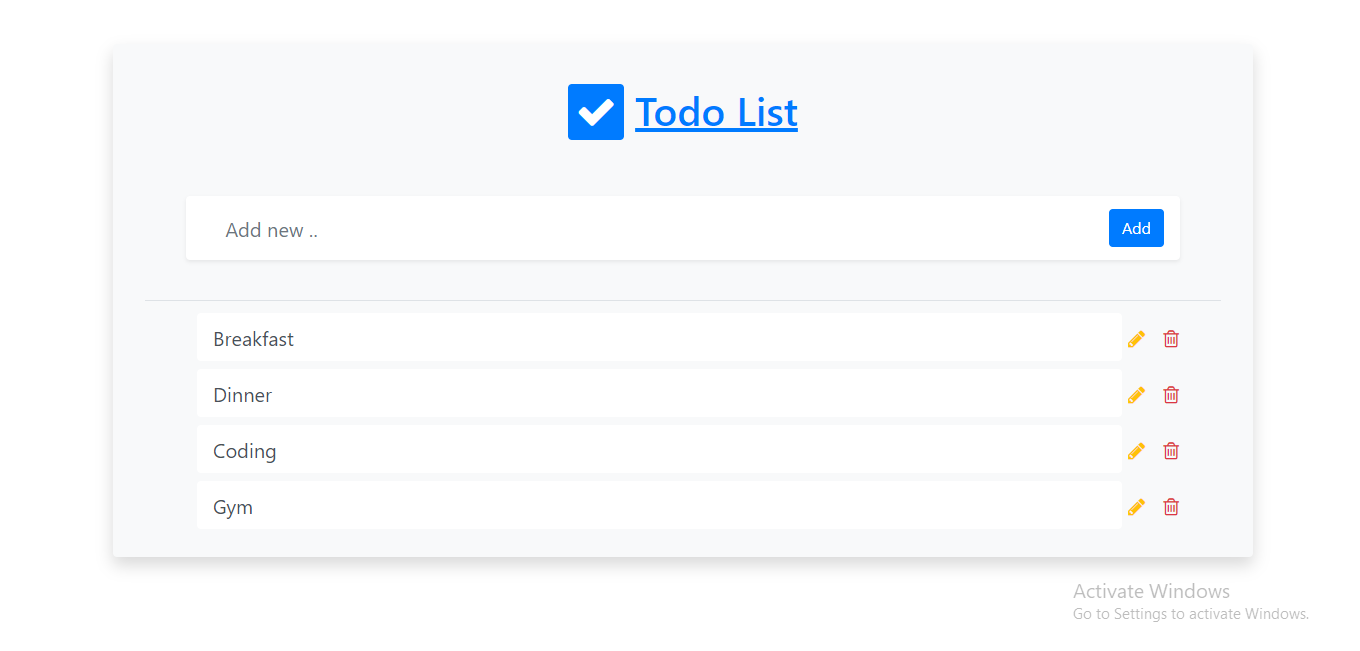 Todo List
Add new ..
Add
Breakfast
Dinner
Coding
Gym
Activate Windows
Go to Settings to activate Windows.